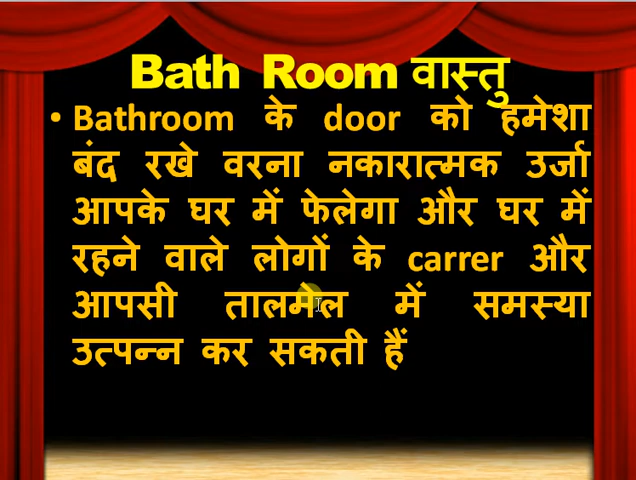 Bath Room वास्तु
• Bathroom के door को हमेशा
बंद रखे वरना नकारात्मक उर्जा
आपके घर में फेलेगा और घर में
रहने वाले लोगों के carrer और
आपसी तालमेल में समस्या
उत्पन्न कर सकती हैं